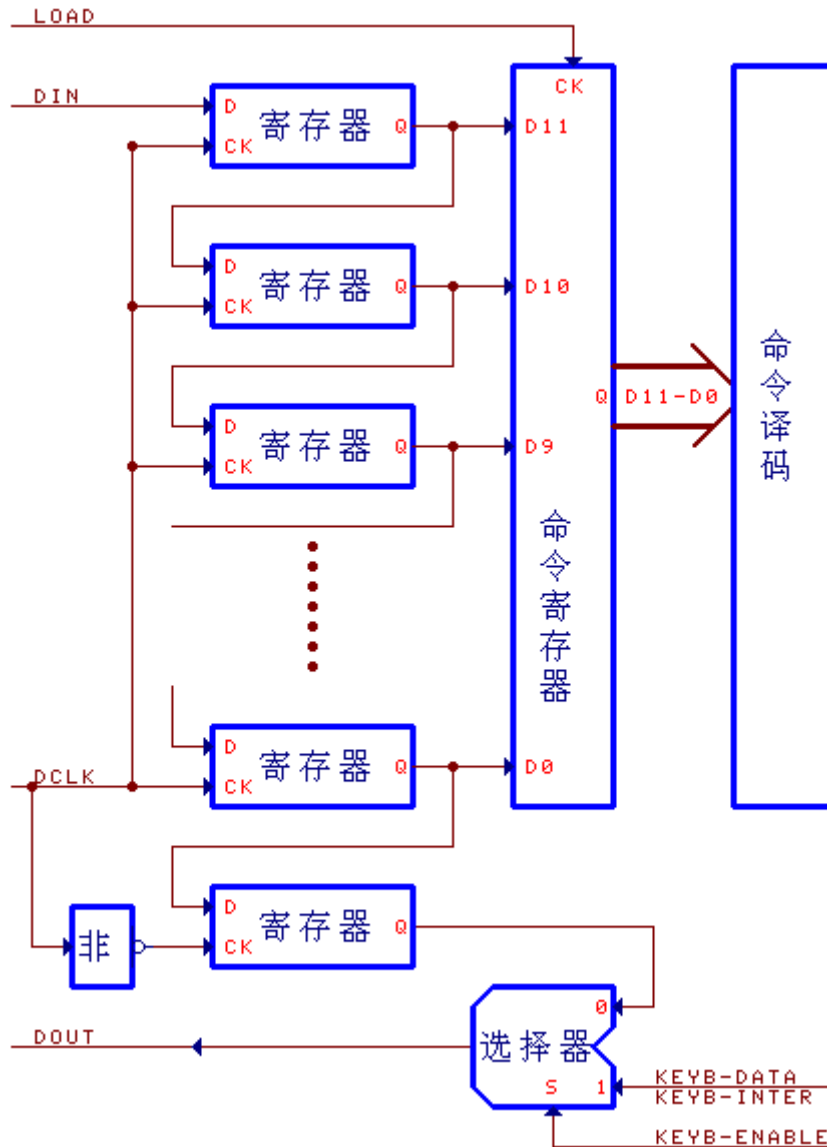 LOAD
CK
DIN
D
寄存器
Q
CK
D11
D
寄存器
Q
CK
D10
D
寄存器
Q
CK
D9
命令寄存器
Q
D11-D0
命令译码
D
寄存器
Q
CK
D0
DCLK
D
寄存器
Q
CK
非
0
选择器
S
1
DOUT
KEYB-DATA
KEYB-INTER
KEYB-ENABLE